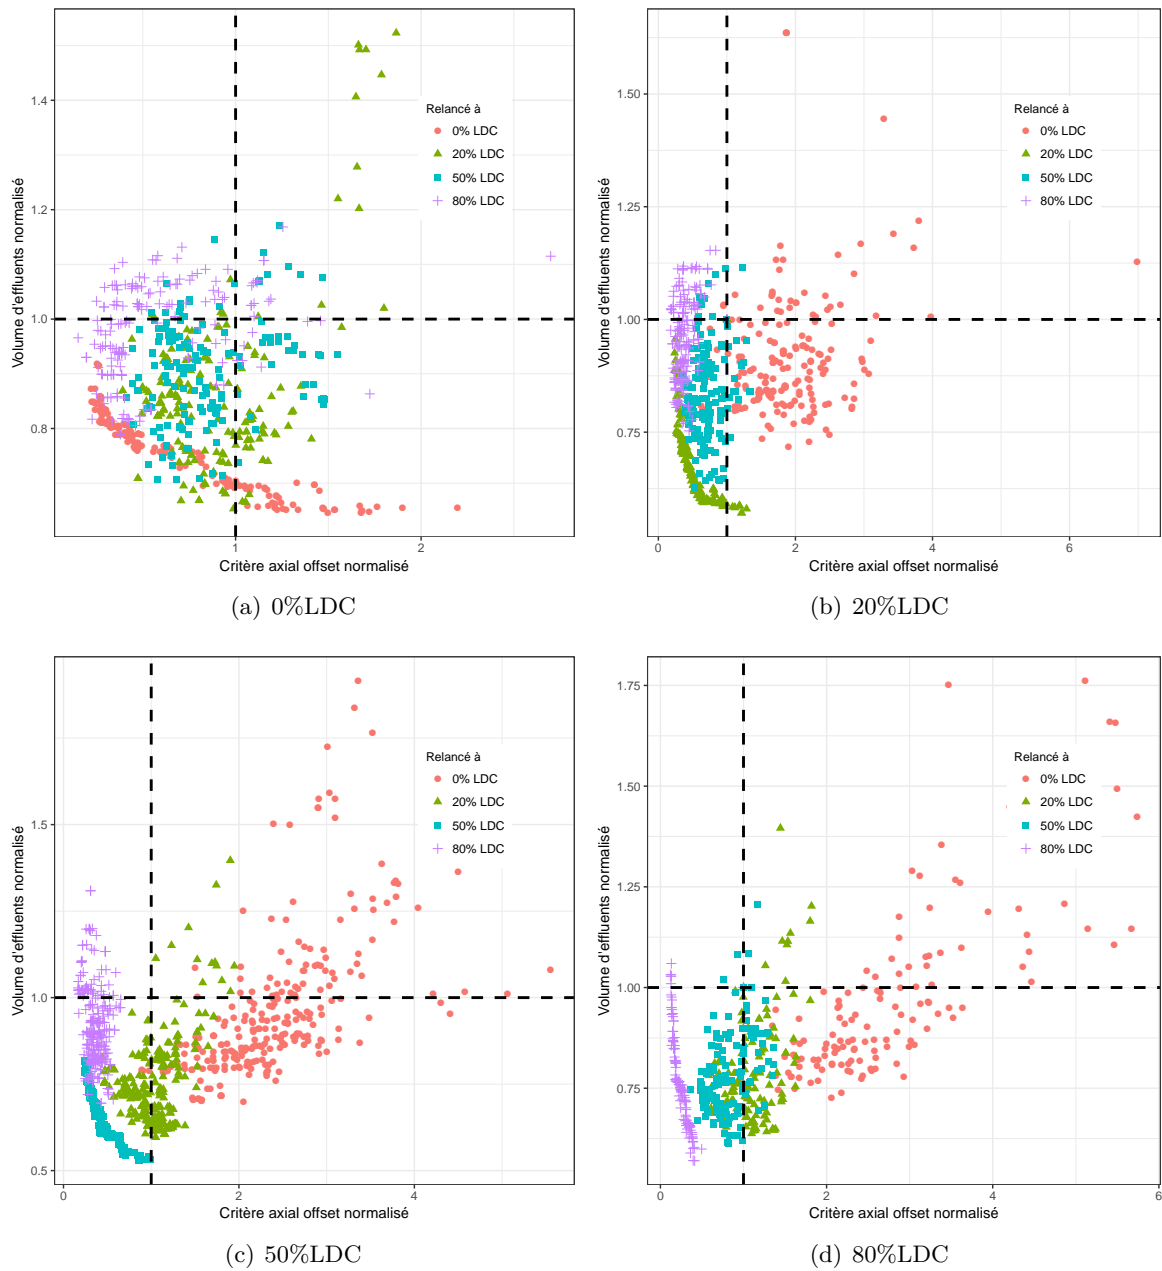 1.4
1.2
1.0
0.8
1
2
Volume d'effluents normalisé
Critère axial offset normalisé
Relancé à
0% LDC
20% LDC
50% LDC
80% LDC
(a) 0%LDC
1.50
1.25
1.00
0.75
0
2
4
6
Volume d'effluents normalisé
Critère axial offset normalisé
Relancé à
0% LDC
20% LDC
50% LDC
80% LDC
(b) 20%LDC
1.5
1.0
0.5
0
2
4
Volume d'effluents normalisé
Critère axial offset normalisé
Relancé à
0% LDC
20% LDC
50% LDC
80% LDC
(c) 50%LDC
1.75
1.50
1.25
1.00
0.75
0
2
4
6
Volume d'effluents normalisé
Critère axial offset normalisé
Relancé à
0% LDC
20% LDC
50% LDC
80% LDC
(d) 80%LDC